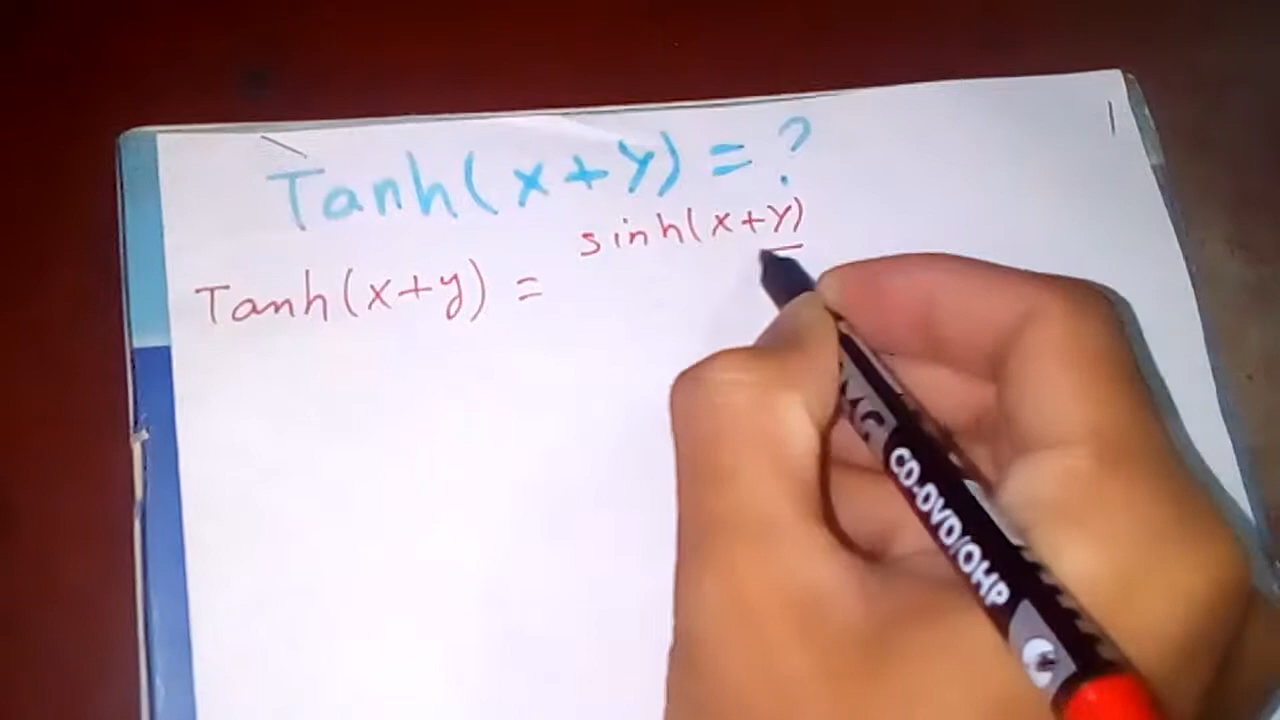 Tanh(x+y) = ?
sinh(x+y)
Tanh(x+y) =
CD-DVD/OHP